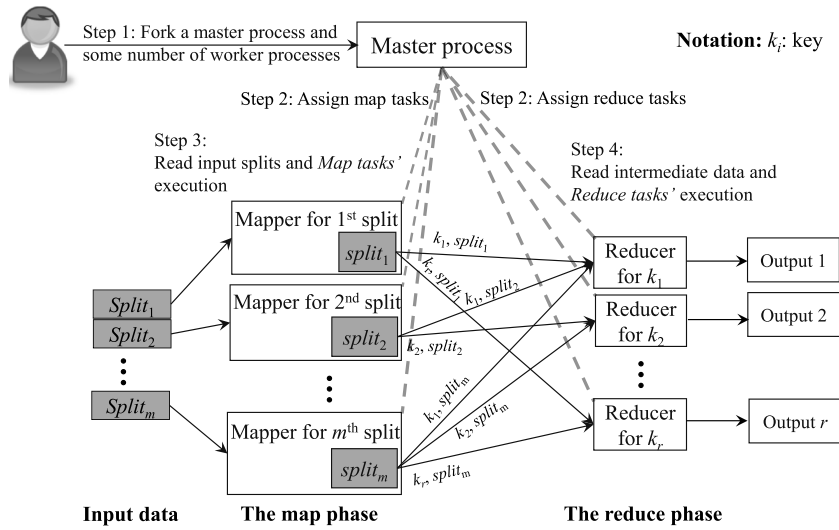 Step 1: Fork a master process and
some number of worker processes
Master process
Notation: kᵢ: key
Step 2: Assign map tasks
Step 2: Assign reduce tasks
Step 3:
Read input splits and Map tasks’
execution
Step 4:
Read intermediate data and
Reduce tasks’ execution
Mapper for 1st split
split₁
Mapper for 2nd split
split₂
Mapper for mth split
splitₘ
Split₁
Split₂
Splitₘ
k₁, split₁
kᵣ, split₁
k₁, split₂
k₂, split₂
k₁, splitₘ
k₂, splitₘ
kᵣ, splitₘ
Reducer
for k₁
Reducer
for k₂
Reducer
for kᵣ
Output 1
Output 2
Output r
Input data
The map phase
The reduce phase